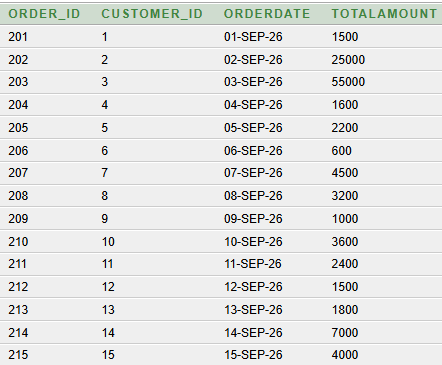 ORDER_ID CUSTOMER_ID ORDERDATE TOTALAMOUNT
201 1 01-SEP-26 1500
202 2 02-SEP-26 25000
203 3 03-SEP-26 55000
204 4 04-SEP-26 1600
205 5 05-SEP-26 2200
206 6 06-SEP-26 600
207 7 07-SEP-26 4500
208 8 08-SEP-26 3200
209 9 09-SEP-26 1000
210 10 10-SEP-26 3600
211 11 11-SEP-26 2400
212 12 12-SEP-26 1500
213 13 13-SEP-26 1800
214 14 14-SEP-26 7000
215 15 15-SEP-26 4000